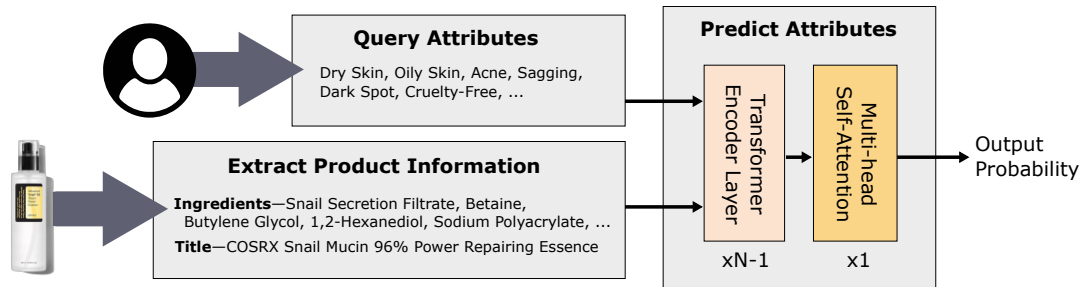 Query Attributes
Dry Skin, Oily Skin, Acne, Sagging,
Dark Spot, Cruelty-Free, ...
Extract Product Information
Ingredients—Snail Secretion Filtrate, Betaine,
Butylene Glycol, 1,2-Hexanediol, Sodium Polyacrylate, ...
Title—COSRX Snail Mucin 96% Power Repairing Essence
Predict Attributes
Transformer
Encoder Layer
xN-1
Multi-head
Self-Attention
x1
Output
Probability